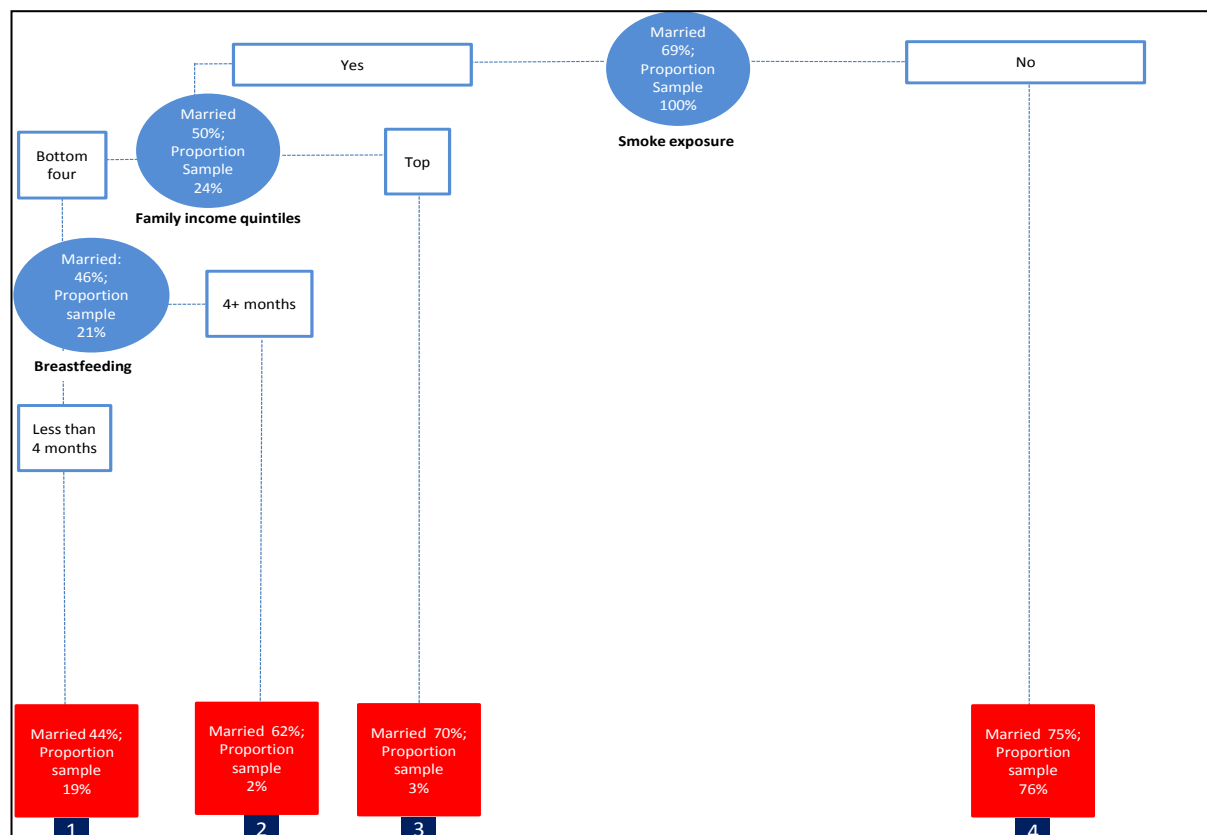 Married
69%;
Proportion
Sample
100%
Yes
No
Smoke exposure
Married
50%;
Proportion
Sample
24%
Bottom
four
Top
Family income quintiles
Married:
46%;
Proportion
sample
21%
4+ months
Breastfeeding
Less than
4 months
Married 44%;
Proportion
sample
19%
Married 62%;
Proportion
sample
2%
Married 70%;
Proportion
sample
3%
Married 75%;
Proportion
sample
76%
1
2
3
4